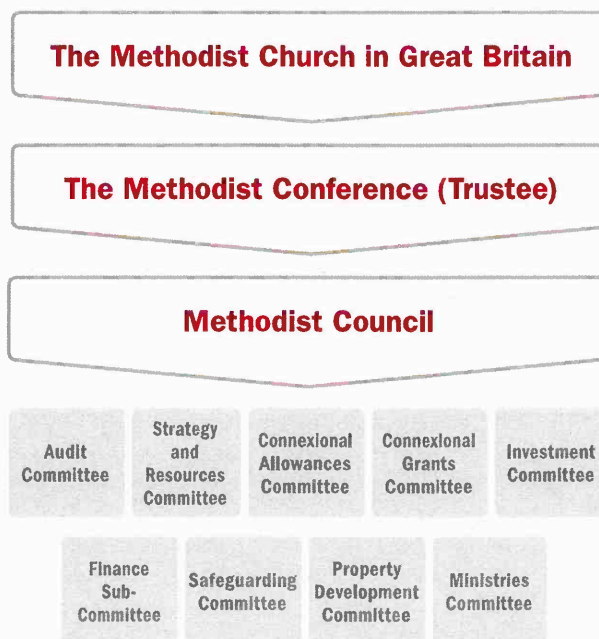 The Methodist Church in Great Britain
The Methodist Conference (Trustee)
Methodist Council
Audit
Committee
Strategy
and
Resources
Committee
Connexional
Allowances
Committee
Connexional
Grants
Committee
Investment
Committee
Finance
Sub-
Committee
Safeguarding
Committee
Property
Development
Committee
Ministries
Committee